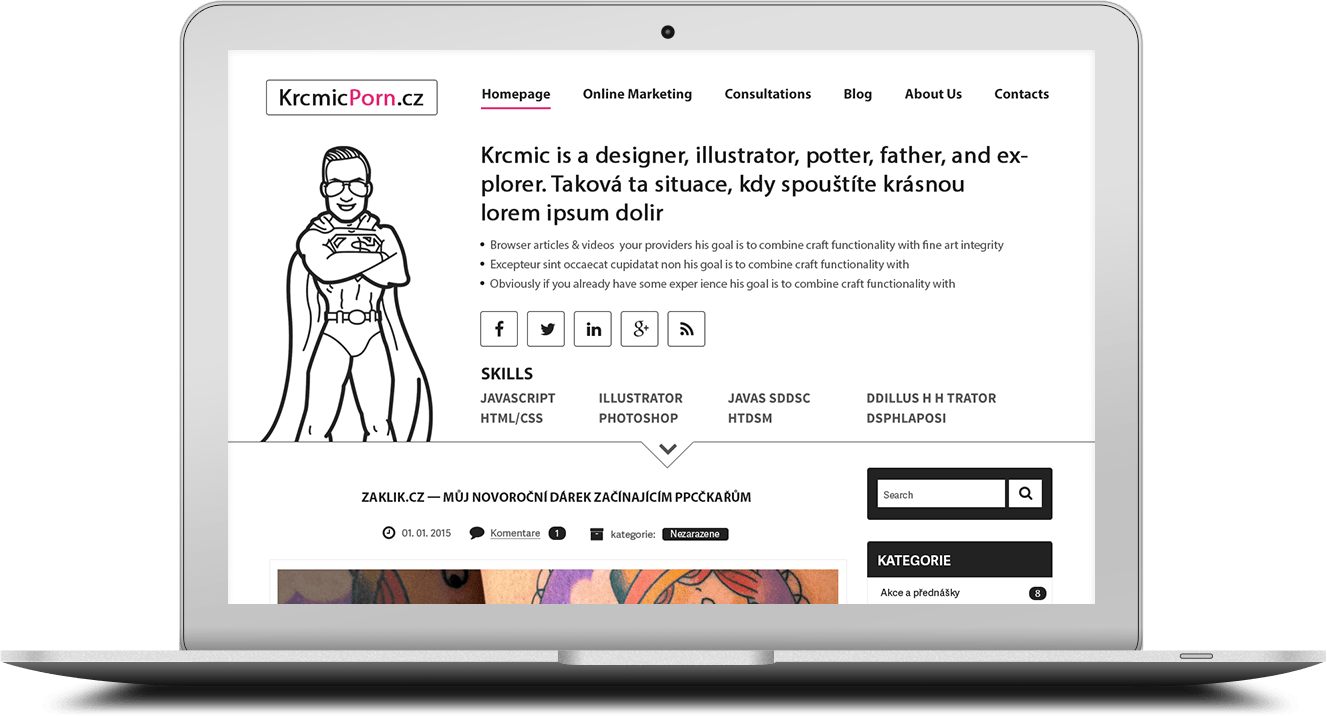 KrcmicPorn.cz
Homepage Online Marketing Consultations Blog About Us Contacts
Krcmic is a designer, illustrator, potter, father, and ex-
plorer. Taková ta situace, kdy spouštíte krásnou
lorem ipsum dolir
• Browser articles & videos your providers his goal is to combine craft functionality with fine art integrity
• Excepteur sint occaecat cupidatat non his goal is to combine craft functionality with
• Obviously if you already have some exper ience his goal is to combine craft functionality with
SKILLS
JAVASCRIPT ILLUSTRATOR JAVAS SDDSC DDILLUS H H TRATOR
HTML/CSS PHOTOSHOP HTDSM DSPHLAPOSI
ZAKLIK.CZ — MŮJ NOVOROČNÍ DÁREK ZAČÍNAJÍCÍM PPCČKAŘŮM
01. 01. 2015 Komentare 1 kategorie: Nezarazene
Search
KATEGORIE
Akce a přednášky 8